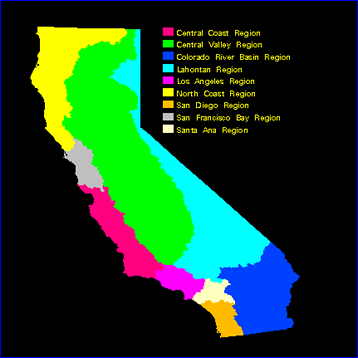 Central Coast Region
Central Valley Region
Colorado River Basin Region
Lahontan Region
Los Angeles Region
North Coast Region
San Diego Region
San Francisco Bay Region
Santa Ana Region